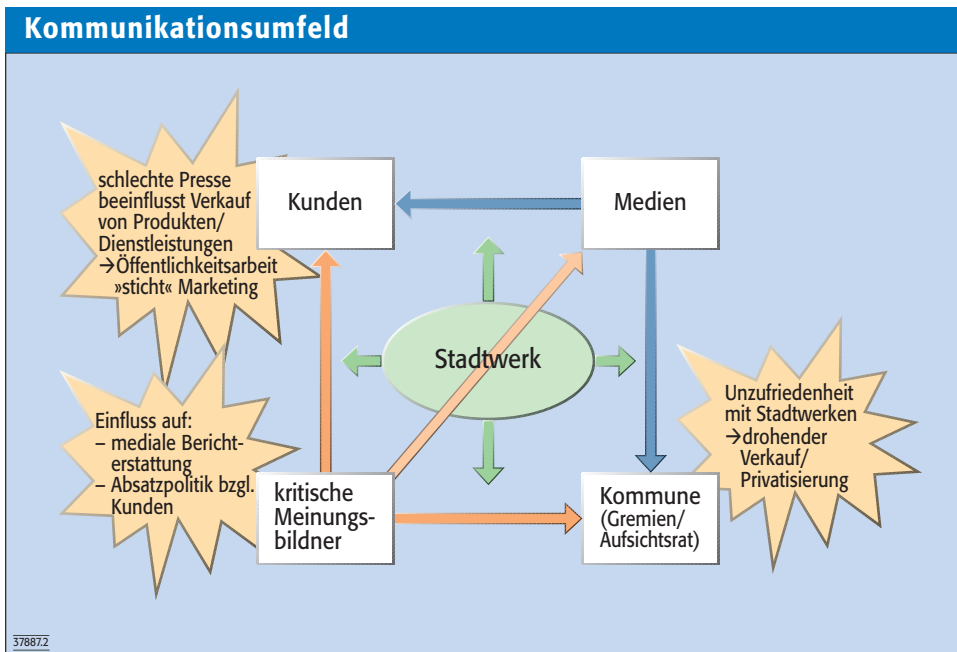 Kommunikationsumfeld
schlechte Presse
beeinflusst Verkauf
von Produkten/
Dienstleistungen
→Öffentlichkeitsarbeit
»sticht« Marketing
Kunden
Medien
Stadtwerk
Einfluss auf:
– mediale Bericht-
erstattung
– Absatzpolitik bzgl.
Kunden
kritische
Meinungs-
bildner
Kommune
(Gremien/
Aufsichtsrat)
Unzufriedenheit
mit Stadtwerken
→drohender
Verkauf/
Privatisierung
37887.2